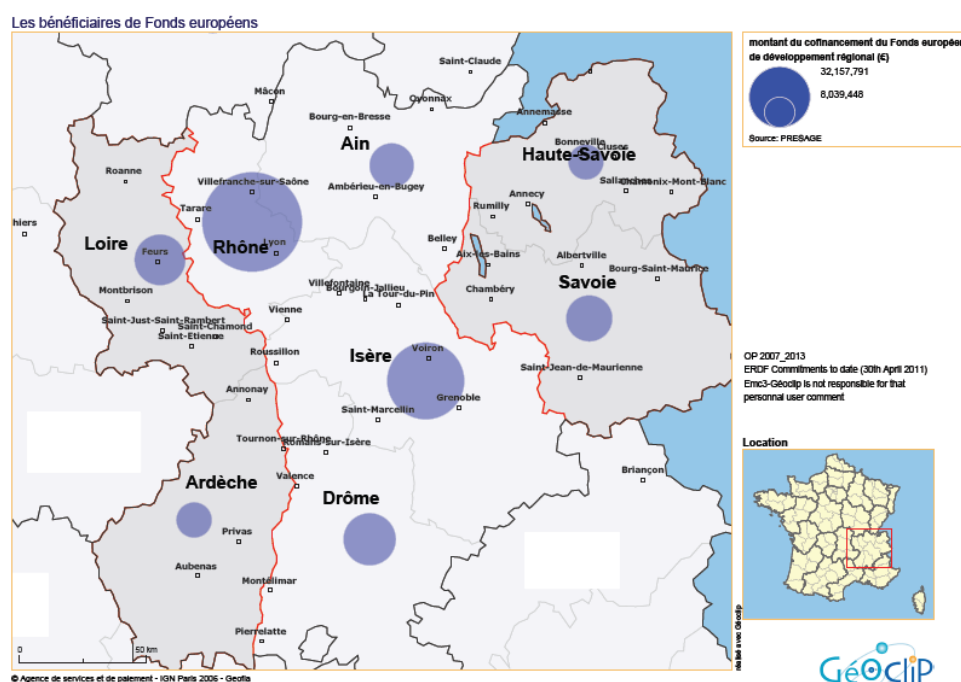 Les bénéficiaires de Fonds européens
montant du cofinancement du Fonds européen
de développement régional (€)
32,157,791
8,039,448
Source: PRESAGE
Saint-Claude
Mâcon
Oyonnax
Bourg-en-Bresse
Annemasse
Ain
Bonneville
Cluses
Haute-Savoie
Roanne
Villefranche-sur-Saône
Ambérieu-en-Bugey
Sallanches
Chamonix-Mont-Blanc
Annecy
Tarare
Rumilly
hiers
Loire
Rhône
Lyon
Feurs
Belley
Aix-les-Bains
Albertville
Bourg-Saint-Maurice
Savoie
Villefontaine
Bourgoin-Jallieu
La Tour-du-Pin
Chambéry
Montbrison
Vienne
Saint-Just-Saint-Rambert
Saint-Chamond
Saint-Etienne
Isère
Voiron
Roussillon
Saint-Jean-de-Maurienne
Annonay
Grenoble
Saint-Marcellin
Tournon-sur-Rhône
Romans-sur-Isère
Briançon
Valence
Ardèche
Drôme
Privas
Aubenas
Montélimar
Pierrelatte
0
50 km
OP 2007_2013
ERDF Commitments to date (30th April 2011)
Emc3-Géoclip is not responsible for that
personnal user comment
Location
réalisé avec Géoclip
GéOcliP
© Agence de services et de paiement - IGN Paris 2006 - Geofla